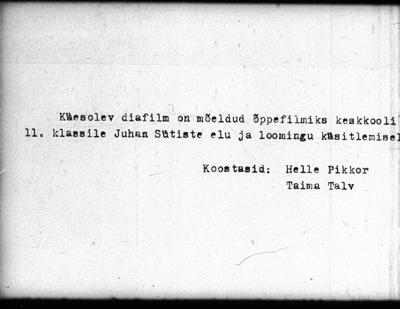 Käesolev diafilm on mõeldud õppefilmiks keskkooli
11. klassile Juhan Sütiste elu ja loomingu käsitlemisel
Koostasid: Helle Pikkor
Taima Talv